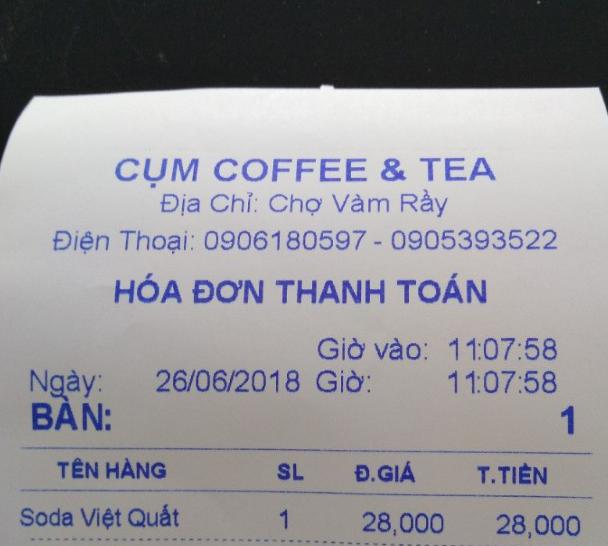 CỤM COFFEE & TEA
Địa Chỉ: Chợ Vàm Rầy
Điện Thoại: 0906180597 - 0905393522
HÓA ĐƠN THANH TOÁN
Giờ vào: 11:07:58
Ngày: 26/06/2018 Giờ: 11:07:58
BÀN: 1
TÊN HÀNG SL Đ.GIÁ T.TIỀN
Soda Việt Quất 1 28,000 28,000